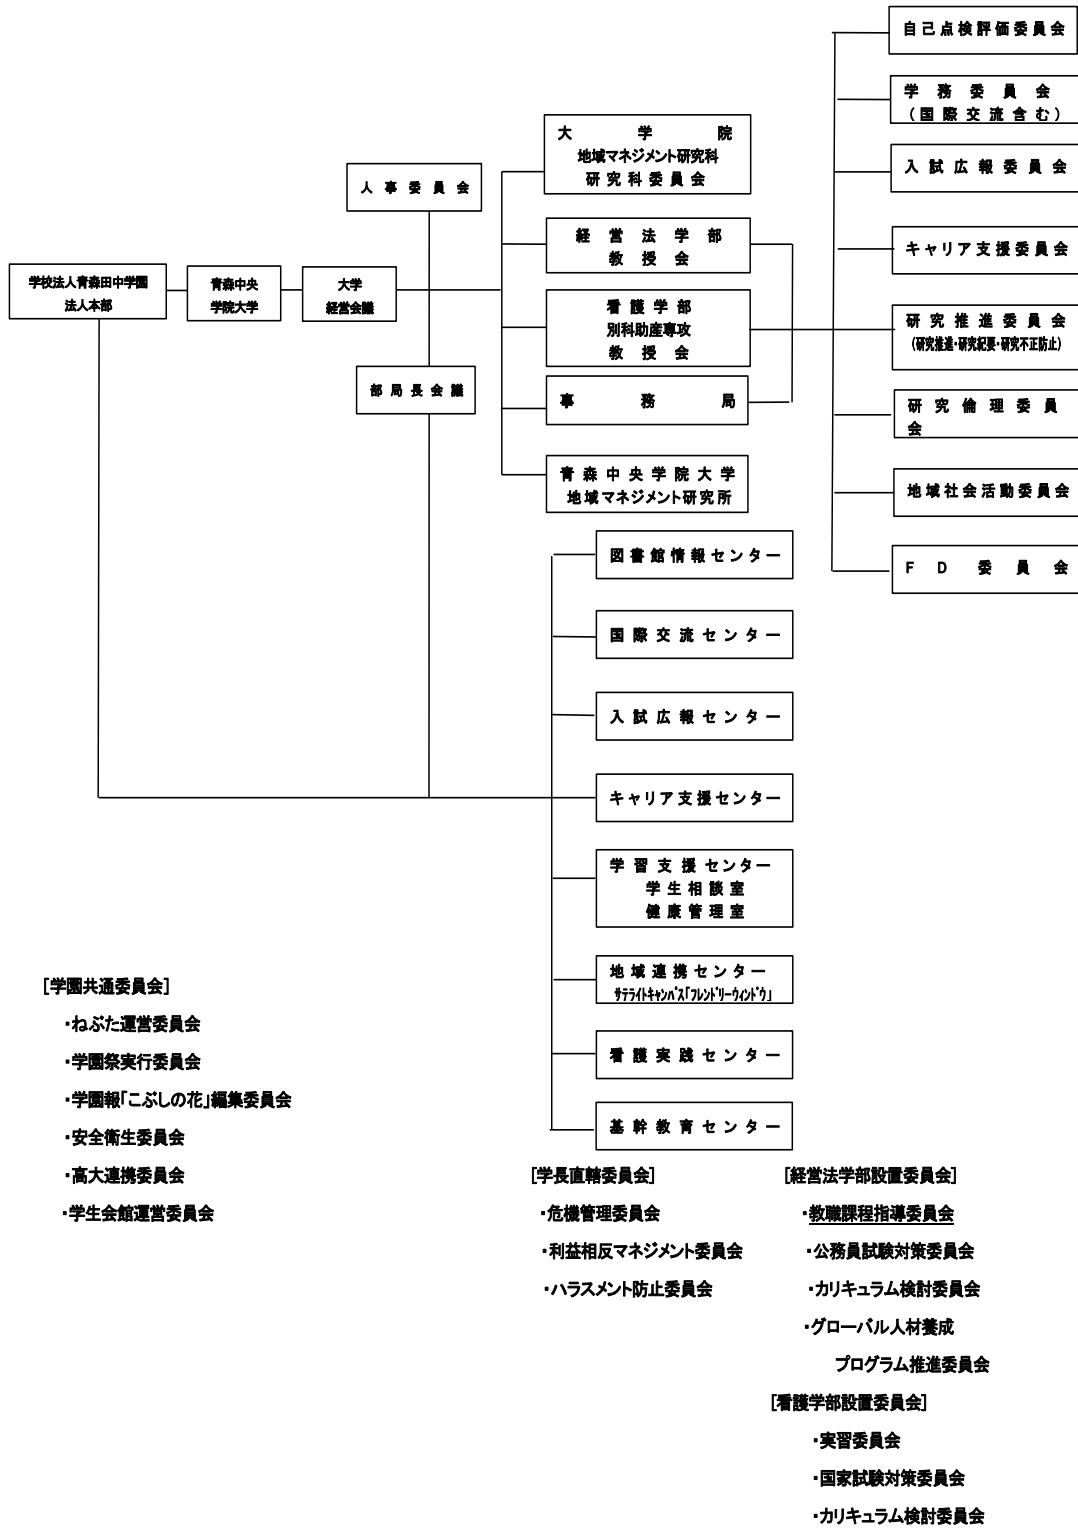 学校法人青森田中学園
法人本部
青森中央
学院大学
大学
経営会議
人事委員会
部局長会議
大学院
地域マネジメント研究科
研究科委員会
経営法学部
教授会
看護学部
別科助産専攻
教授会
事務局
青森中央学院大学
地域マネジメント研究所
自己点検評価委員会
学務委員会
(国際交流含む)
入試広報委員会
キャリア支援委員会
研究推進委員会
(研究推進・研究紀要・研究不正防止)
研究倫理委員
会
地域社会活動委員会
FD委員会
図書館情報センター
国際交流センター
入試広報センター
キャリア支援センター
学習支援センター
学生相談室
健康管理室
地域連携センター
サテライトキャンパス「フレンドリーウィンドウ」
看護実践センター
基幹教育センター
[学園共通委員会]
・ねぶた運営委員会
・学園祭実行委員会
・学園報「こぶしの花」編集委員会
・安全衛生委員会
・高大連携委員会
・学生会館運営委員会
[学長直轄委員会]
・危機管理委員会
・利益相反マネジメント委員会
・ハラスメント防止委員会
[経営法学部設置委員会]
・教職課程指導委員会
・公務員試験対策委員会
・カリキュラム検討委員会
・グローバル人材養成
プログラム推進委員会
[看護学部設置委員会]
・実習委員会
・国家試験対策委員会
・カリキュラム検討委員会